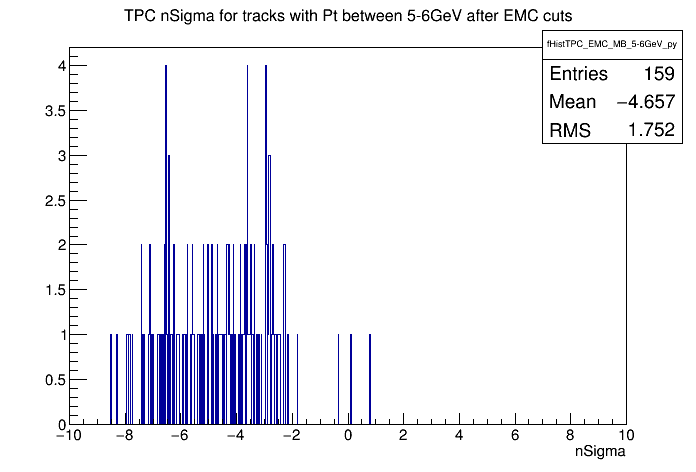 TPC nSigma for tracks with Pt between 5-6GeV after EMC cuts
fHistTPC_EMC_MB_5-6GeV_py
Entries 159
Mean −4.657
RMS 1.752
4
3.5
3
2.5
2
1.5
1
0.5
0
−10 −8 −6 −4 −2 0 2 4 6 8 10
nSigma